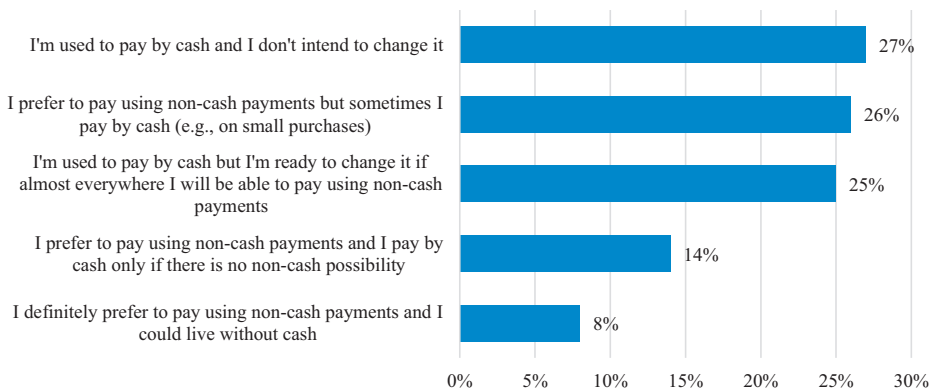 I'm used to pay by cash and I don't intend to change it
27%
I prefer to pay using non-cash payments but sometimes I
pay by cash (e.g., on small purchases)
26%
I'm used to pay by cash but I'm ready to change it if
almost everywhere I will be able to pay using non-cash
payments
25%
I prefer to pay using non-cash payments and I pay by
cash only if there is no non-cash possibility
14%
I definitely prefer to pay using non-cash payments and I
could live without cash
8%
0% 5% 10% 15% 20% 25% 30%